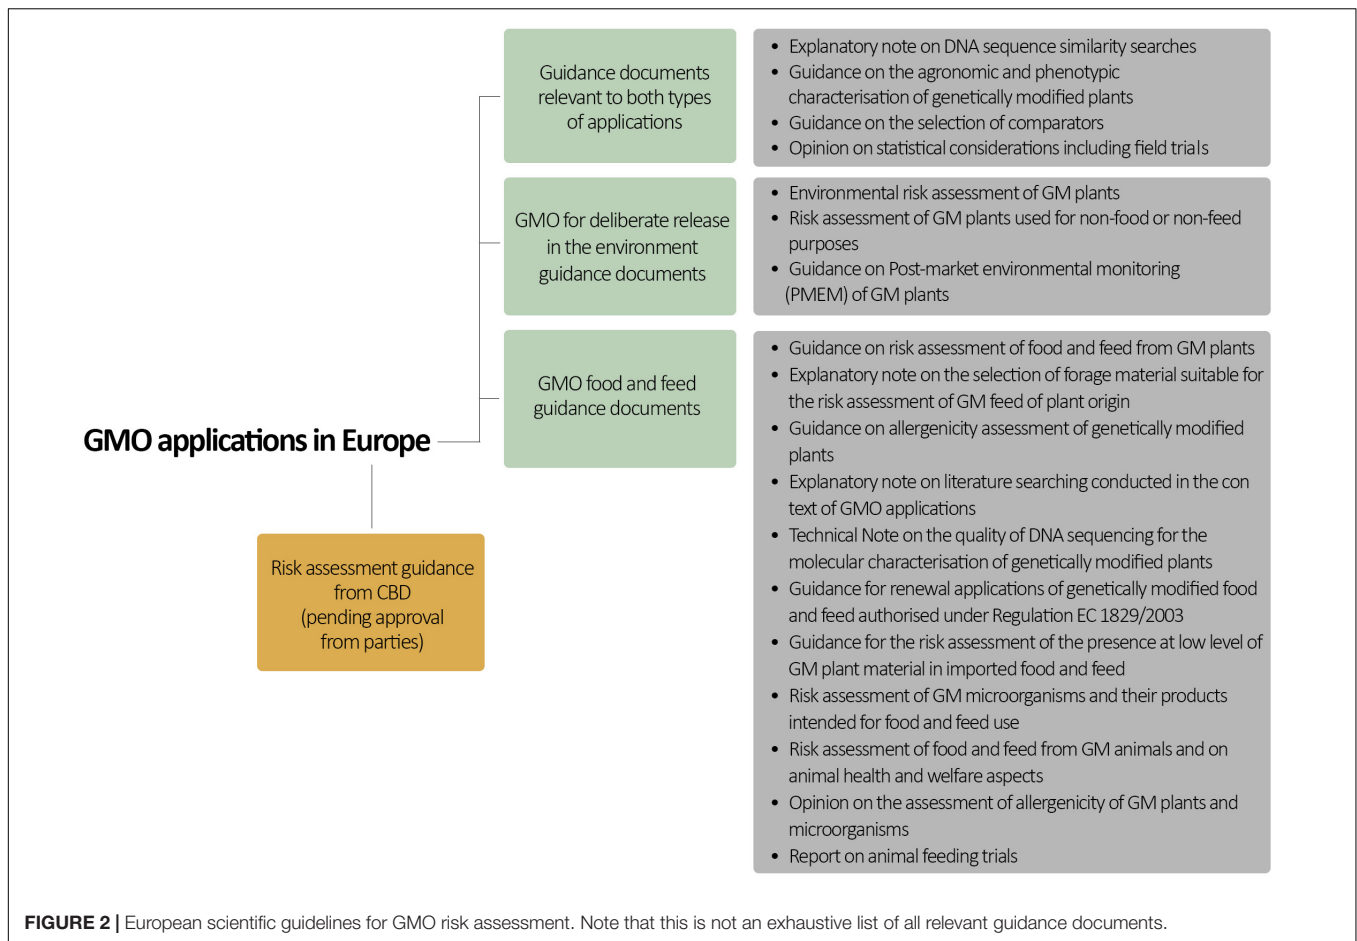 Guidance documents
relevant to both types
of applications
• Explanatory note on DNA sequence similarity searches
• Guidance on the agronomic and phenotypic
characterisation of genetically modified plants
• Guidance on the selection of comparators
• Opinion on statistical considerations including field trials
GMO for deliberate release
in the environment
guidance documents
• Environmental risk assessment of GM plants
• Risk assessment of GM plants used for non-food or non-feed
purposes
• Guidance on Post-market environmental monitoring
(PMEM) of GM plants
GMO food and feed
guidance documents
• Guidance on risk assessment of food and feed from GM plants
• Explanatory note on the selection of forage material suitable for
the risk assessment of GM feed of plant origin
• Guidance on allergenicity assessment of genetically modified
plants
• Explanatory note on literature searching conducted in the con
text of GMO applications
• Technical Note on the quality of DNA sequencing for the
molecular characterisation of genetically modified plants
• Guidance for renewal applications of genetically modified food
and feed authorised under Regulation EC 1829/2003
• Guidance for the risk assessment of the presence at low level of
GM plant material in imported food and feed
• Risk assessment of GM microorganisms and their products
intended for food and feed use
• Risk assessment of food and feed from GM animals and on
animal health and welfare aspects
• Opinion on the assessment of allergenicity of GM plants and
microorganisms
• Report on animal feeding trials
GMO applications in Europe
Risk assessment guidance
from CBD
(pending approval
from parties)
FIGURE 2 | European scientific guidelines for GMO risk assessment. Note that this is not an exhaustive list of all relevant guidance documents.